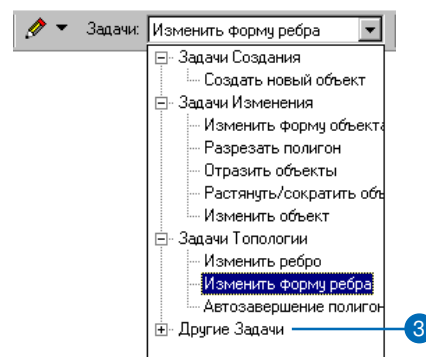 Задачи: Изменить форму ребра
Задачи Создания
Создать новый объект
Задачи Изменения
Изменить форму объекта
Разрезать полигон
Отразить объекты
Растянуть/сократить объ
Изменить объект
Задачи Топологии
Изменить ребро
Изменить форму ребра
Автозавершение полигон
Другие Задачи
3